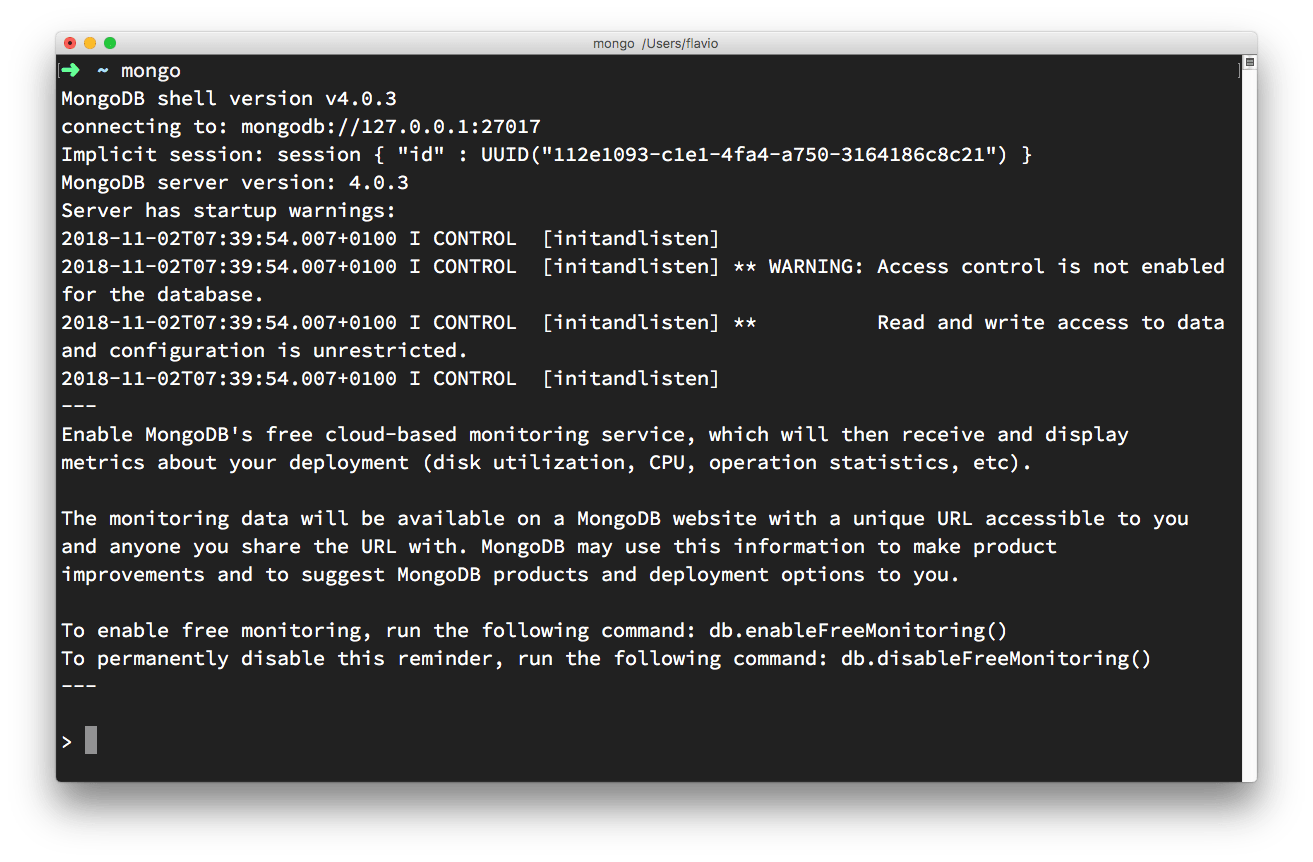 mongo /Users/flavio
[➜ ~ mongo ]
MongoDB shell version v4.0.3
connecting to: mongodb://127.0.0.1:27017
Implicit session: session { "id" : UUID("112e1093-c1e1-4fa4-a750-3164186c8c21") }
MongoDB server version: 4.0.3
Server has startup warnings:
2018-11-02T07:39:54.007+0100 I CONTROL  [initandlisten]
2018-11-02T07:39:54.007+0100 I CONTROL  [initandlisten] ** WARNING: Access control is not enabled
for the database.
2018-11-02T07:39:54.007+0100 I CONTROL  [initandlisten] **          Read and write access to data
and configuration is unrestricted.
2018-11-02T07:39:54.007+0100 I CONTROL  [initandlisten]
---
Enable MongoDB's free cloud-based monitoring service, which will then receive and display
metrics about your deployment (disk utilization, CPU, operation statistics, etc).

The monitoring data will be available on a MongoDB website with a unique URL accessible to you
and anyone you share the URL with. MongoDB may use this information to make product
improvements and to suggest MongoDB products and deployment options to you.

To enable free monitoring, run the following command: db.enableFreeMonitoring()
To permanently disable this reminder, run the following command: db.disableFreeMonitoring()
---

>